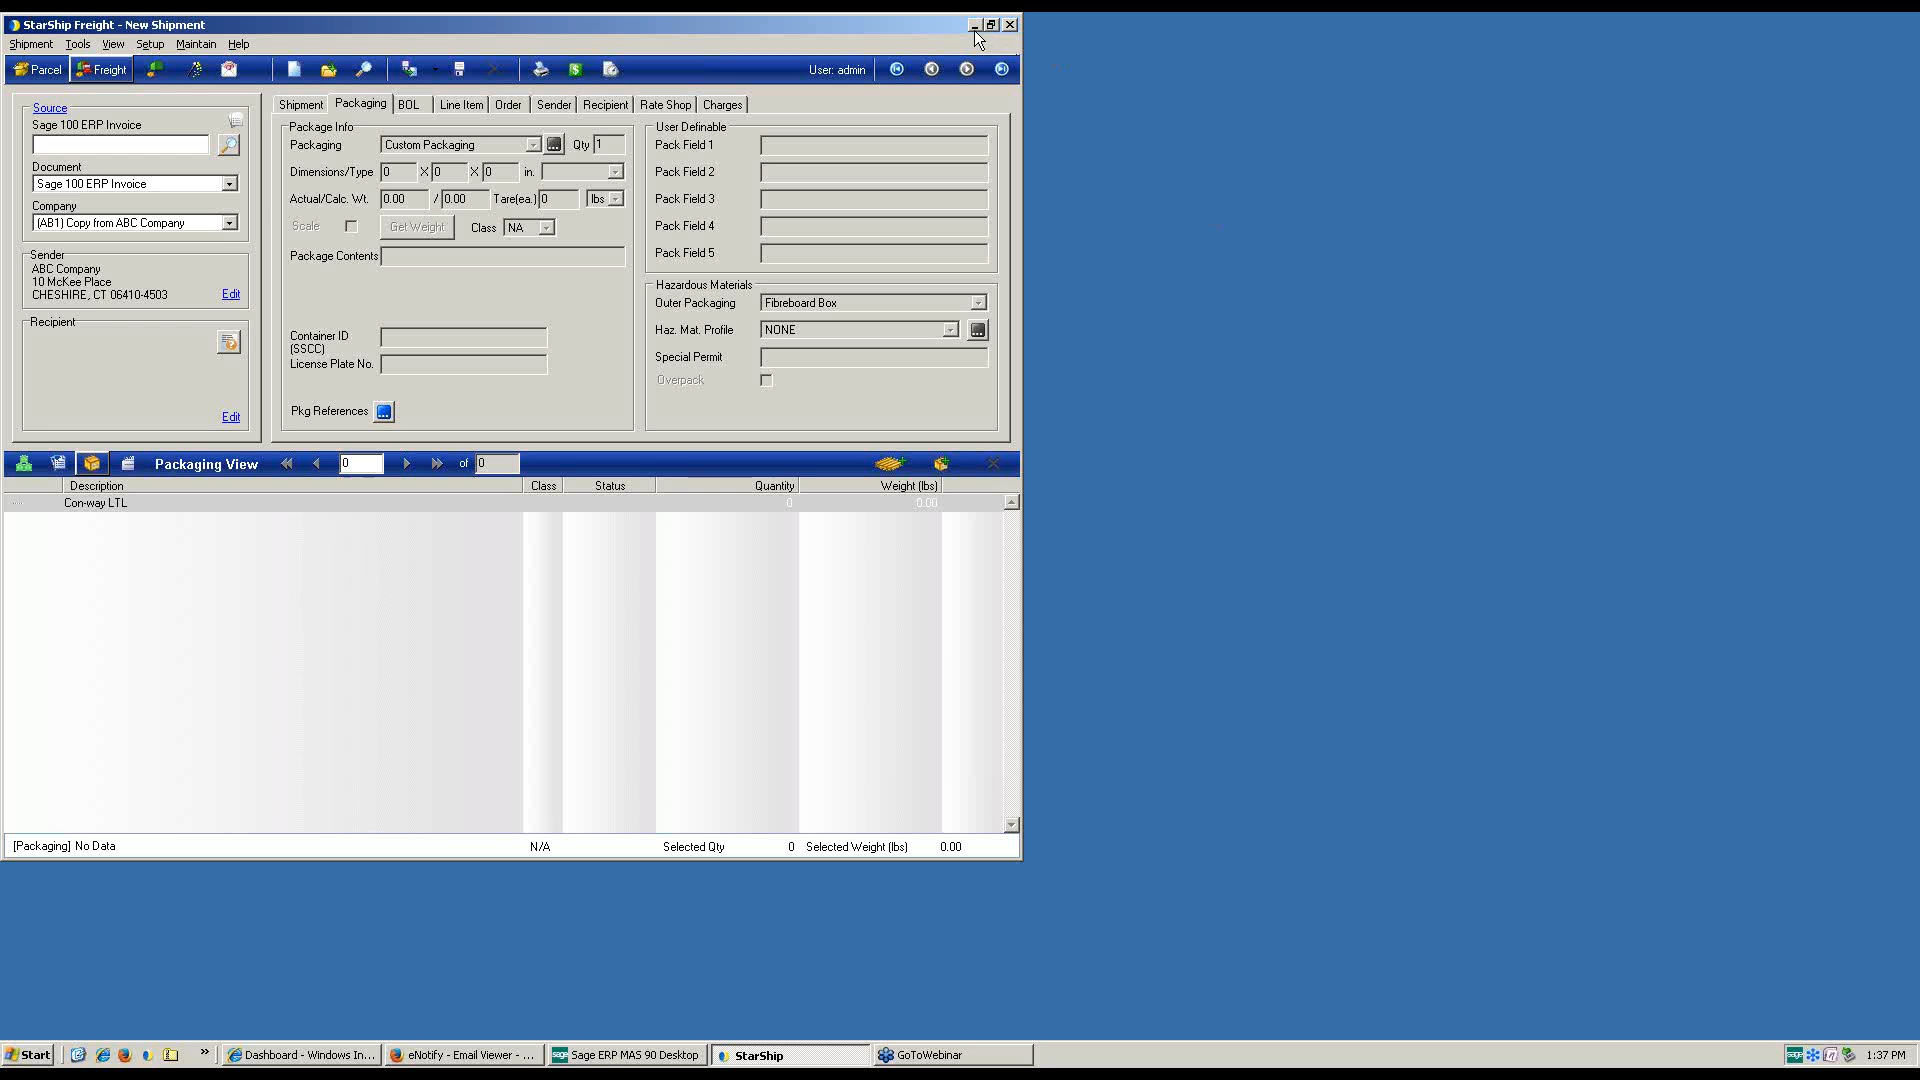 StarShip Freight - New Shipment
Shipment Tools View Setup Maintain Help
Parcel Freight User: admin
Source
Sage 100 ERP Invoice
Document
Sage 100 ERP Invoice
Company
(AB1) Copy from ABC Company
Sender
ABC Company
10 McKee Place
CHESHIRE, CT 06410-4503 Edit
Recipient
Edit
Shipment Packaging BOL Line Item Order Sender Recipient Rate Shop Charges
Package Info
Packaging Custom Packaging Qty 1
Dimensions/Type 0 X 0 X 0 in.
Actual/Calc. Wt. 0.00 / 0.00 Tare(ea.) 0 lbs
Scale Get Weight Class NA
Package Contents
Container ID
(SSCC)
License Plate No.
Pkg References
User Definable
Pack Field 1
Pack Field 2
Pack Field 3
Pack Field 4
Pack Field 5
Hazardous Materials
Outer Packaging Fibreboard Box
Haz. Mat. Profile NONE
Special Permit
Overpack
Packaging View 0 of 0
Description Class Status Quantity Weight (lbs)
Con-way LTL 0 0.00
[Packaging] No Data N/A Selected Qty 0 Selected Weight (lbs) 0.00
Start » Dashboard - Windows In... eNotify - Email Viewer - ... sage Sage ERP MAS 90 Desktop StarShip GoToWebinar sage 1:37 PM